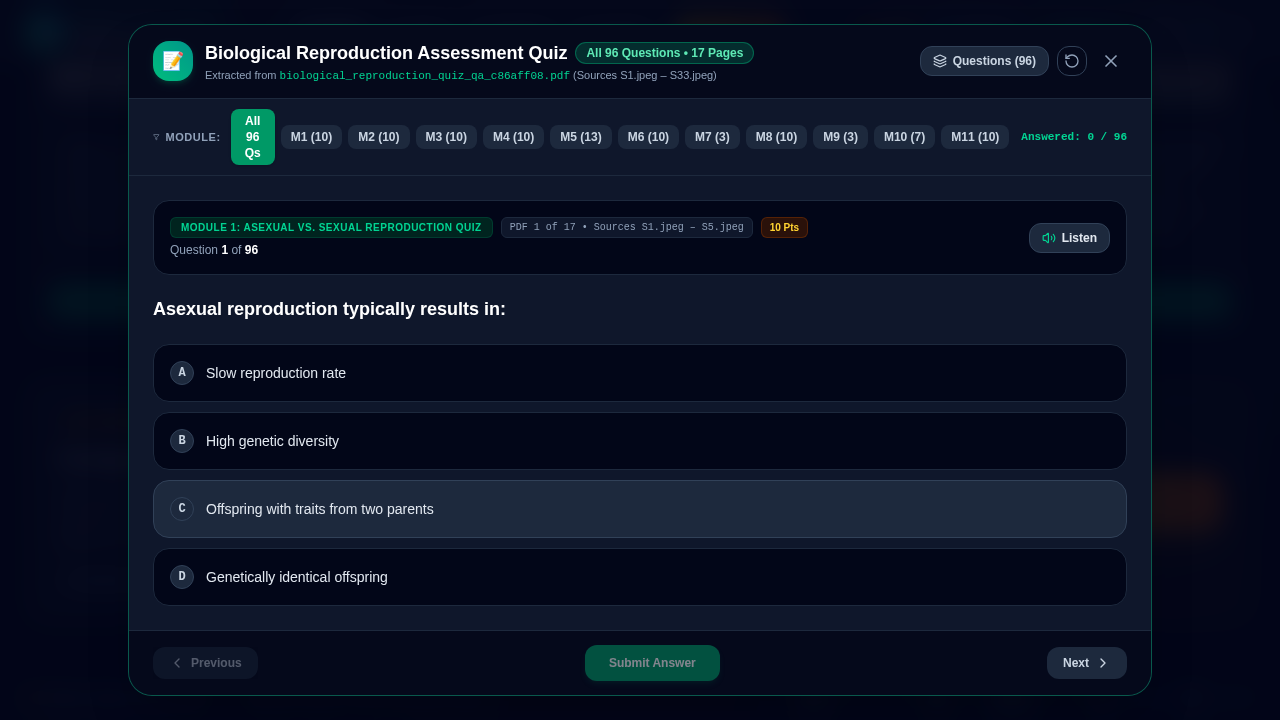 Biological Reproduction Assessment Quiz
All 96 Questions • 17 Pages
Extracted from biological_reproduction_quiz_qa_c86aff08.pdf (Sources S1.jpeg – S33.jpeg)
Questions (96)
MODULE:
All
96
Qs
M1 (10)
M2 (10)
M3 (10)
M4 (10)
M5 (13)
M6 (10)
M7 (3)
M8 (10)
M9 (3)
M10 (7)
M11 (10)
Answered: 0 / 96
MODULE 1: ASEXUAL VS. SEXUAL REPRODUCTION QUIZ
PDF 1 of 17 • Sources S1.jpeg – S5.jpeg
10 Pts
Question 1 of 96
Listen
Asexual reproduction typically results in:
A Slow reproduction rate
B High genetic diversity
C Offspring with traits from two parents
D Genetically identical offspring
Previous
Submit Answer
Next